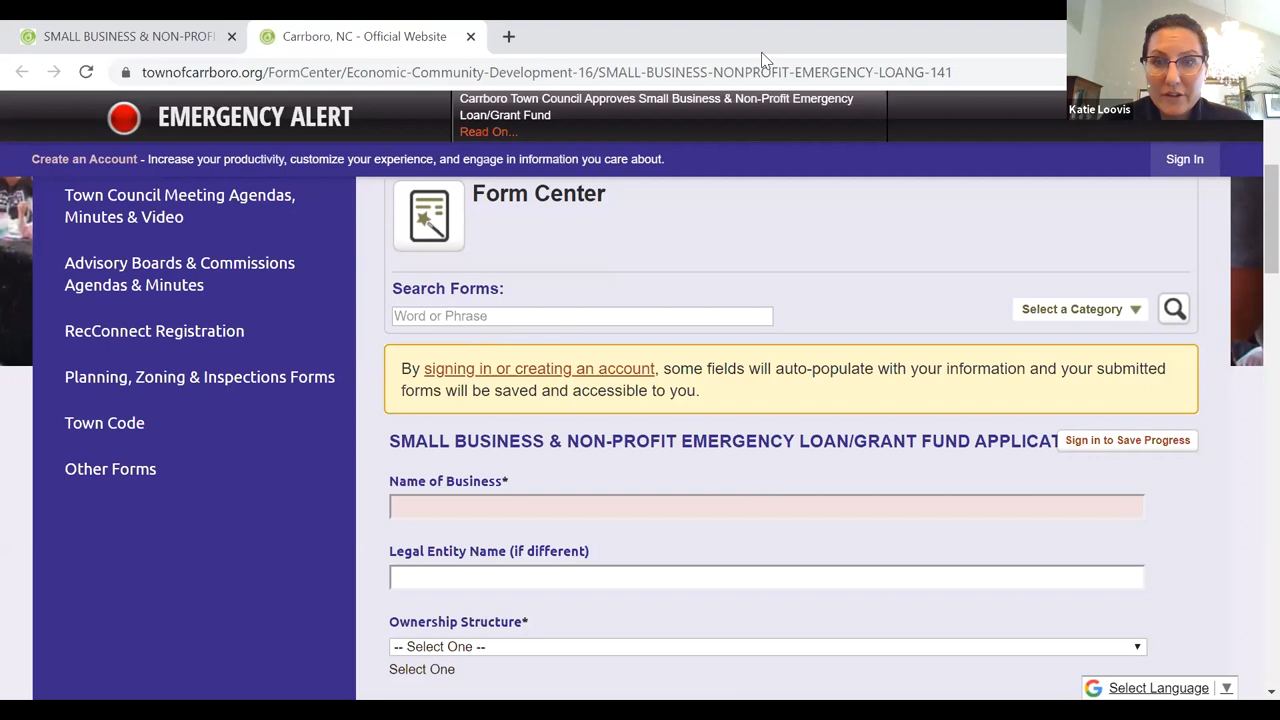 SMALL BUSINESS & NON-PROFI
Carrboro, NC - Official Website
townofcarrboro.org/FormCenter/Economic-Community-Development-16/SMALL-BUSINESS-NONPROFIT-EMERGENCY-LOANG-141
Katie Loovis
EMERGENCY ALERT
Carrboro Town Council Approves Small Business & Non-Profit Emergency
Loan/Grant Fund
Read On...
Create an Account - Increase your productivity, customize your experience, and engage in information you care about.
Sign In
Town Council Meeting Agendas,
Minutes & Video
Advisory Boards & Commissions
Agendas & Minutes
RecConnect Registration
Planning, Zoning & Inspections Forms
Town Code
Other Forms
Form Center
Search Forms:
Word or Phrase
Select a Category
By signing in or creating an account, some fields will auto-populate with your information and your submitted
forms will be saved and accessible to you.
SMALL BUSINESS & NON-PROFIT EMERGENCY LOAN/GRANT FUND APPLICAT
Sign in to Save Progress
Name of Business*
Legal Entity Name (if different)
Ownership Structure*
-- Select One --
Select One
Select Language